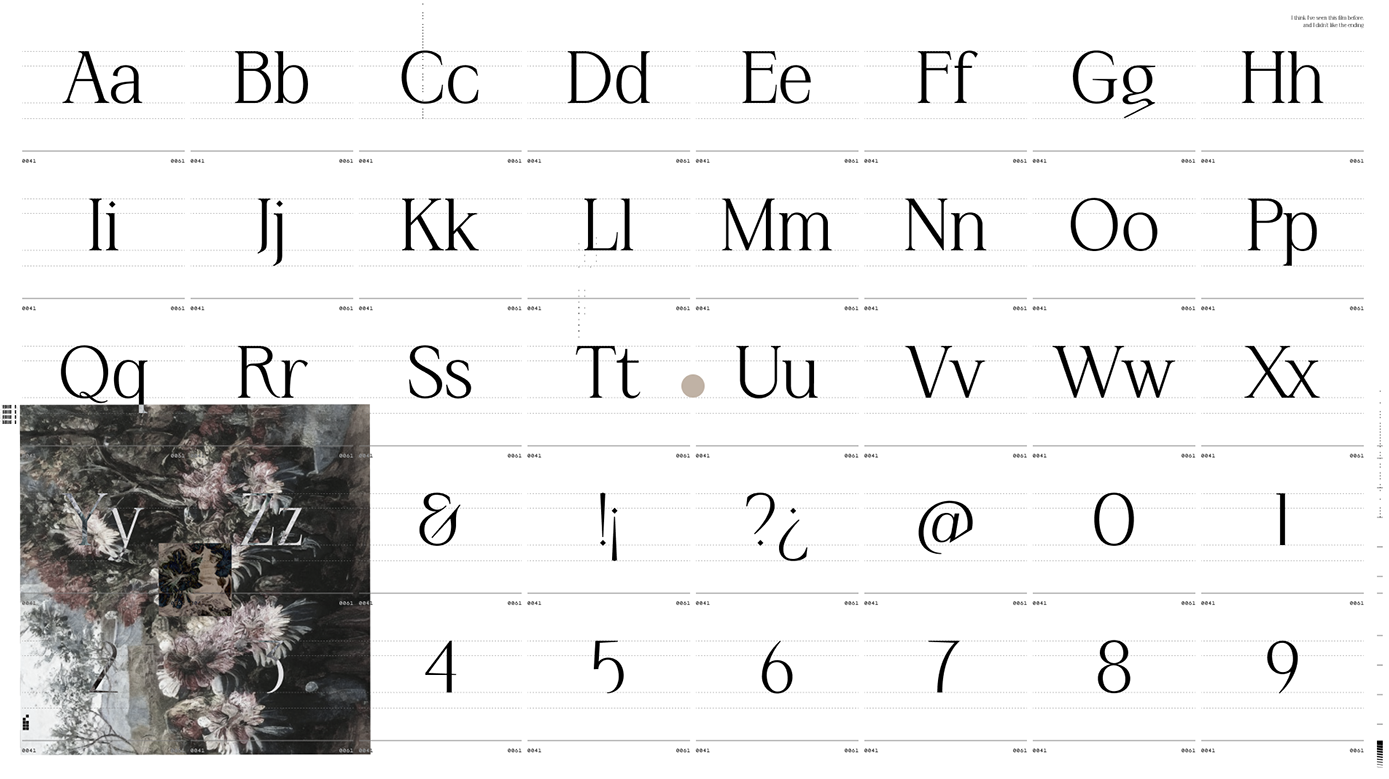 I think I've seen this film before
and I didn't like the ending
Aa Bb Cc Dd Ee Ff Gg Hh
0041 0061 0041 0061 0041 0061 0041 0061 0041 0061 0041 0061 0041 0061 0041 0061
Ii Jj Kk Ll Mm Nn Oo Pp
0041 0061 0041 0061 0041 0061 0041 0061 0041 0061 0041 0061 0041 0061 0041 0061
Qq Rr Ss Tt Uu Vv Ww Xx
0061 0061 0061 0041 0061 0041 0061 0041 0061 0041 0061 0041 0061
Yy Zz & !¡ ?¿ @ 0 1
0041 0061 0061 0041 0061 0041 0061 0041 0061 0041 0061 0041 0061
2 4 5 6 7 8 9
0041 0041 0061 0041 0061 0041 0061 0041 0061 0041 0061 0041 0061 0041 0061